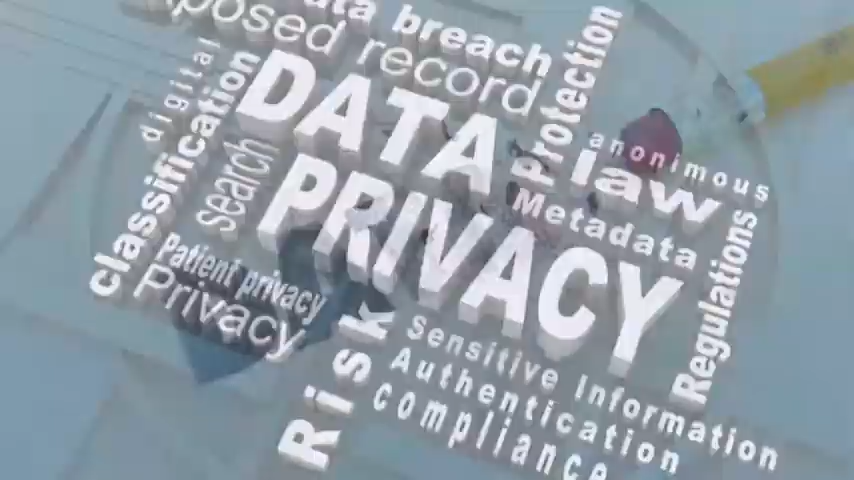 data breach
posed record
digital
classification
search
DATA
PRIVACY
Protection
anonimous
law
Metadata
Regulations
Patient privacy
Privacy
Risk
Sensitive Information
Authentication
compliance